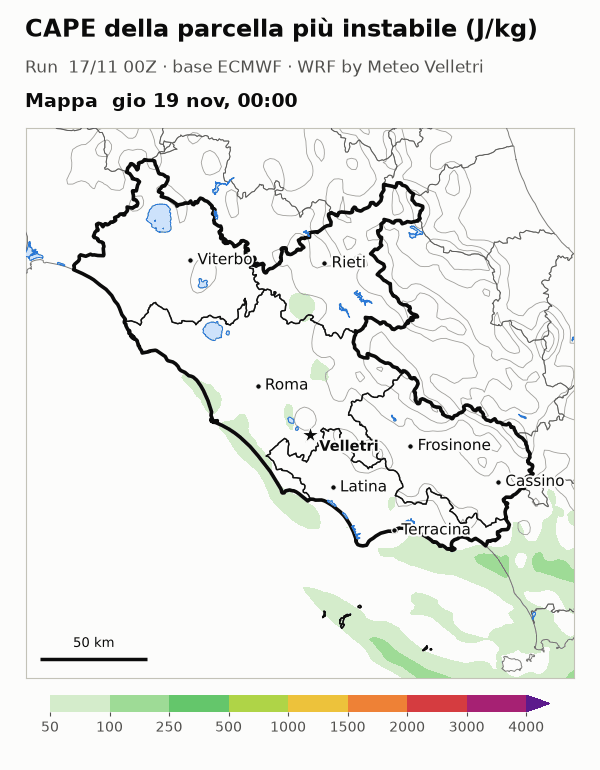 CAPE della parcella più instabile (J/kg)
Run  17/11 00Z · base ECMWF · WRF by Meteo Velletri
Mappa  gio 19 nov, 00:00
Viterbo
Rieti
Roma
Velletri
Frosinone
Latina
Cassino
Terracina
50 km
50 100 250 500 1000 1500 2000 3000 4000